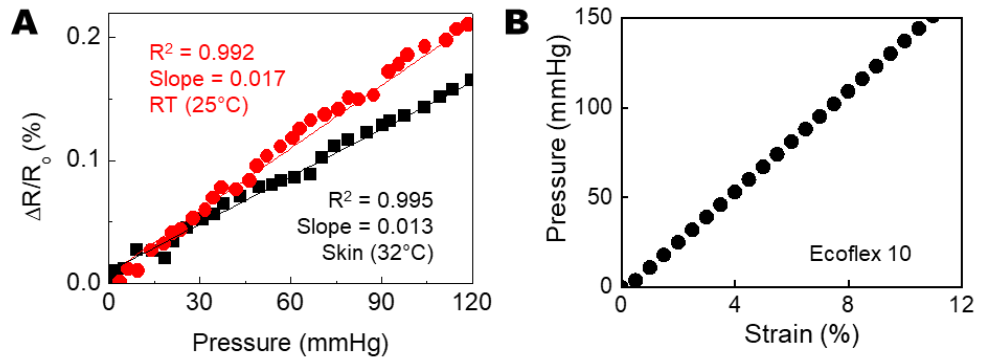 A
ΔR/Rₒ (%)
0.2
0.1
0.0
R² = 0.992
Slope = 0.017
RT (25°C)
R² = 0.995
Slope = 0.013
Skin (32°C)
0 30 60 90 120
Pressure (mmHg)
B
Pressure (mmHg)
150
100
50
0
Ecoflex 10
0 4 8 12
Strain (%)